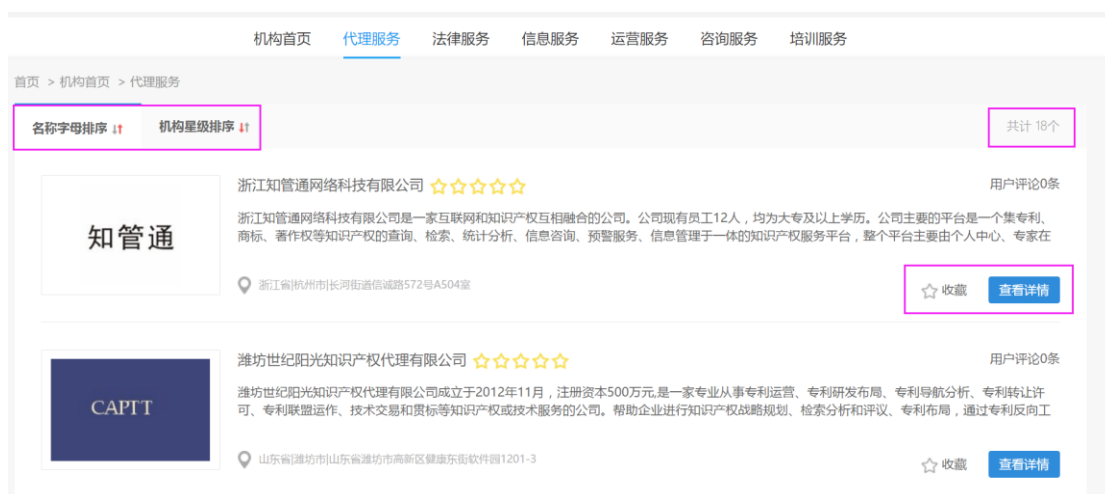 机构首页 代理服务 法律服务 信息服务 运营服务 咨询服务 培训服务
首页 > 机构首页 > 代理服务
名称字母排序 机构星级排序 共计 18个
浙江知管通网络科技有限公司 用户评论0条
知管通
浙江知管通网络科技有限公司是一家互联网和知识产权互相融合的公司。公司现有员工12人，均为大专及以上学历。公司主要的平台是一个集专利、
商标、著作权等知识产权的查询、检索、统计分析、信息咨询、预警服务、信息管理于一体的知识产权服务平台，整个平台主要由个人中心、专家在
浙江省|杭州市|长河街道信诚路572号A504室
收藏 查看详情
潍坊世纪阳光知识产权代理有限公司 用户评论0条
CAPTT
潍坊世纪阳光知识产权代理有限公司成立于2012年11月，注册资本500万元,是一家专业从事专利运营、专利研发布局、专利导航分析、专利转让许
可、专利联盟运作、技术交易和贯标等知识产权或技术服务的公司。帮助企业进行知识产权战略规划、检索分析和评议、专利布局，通过专利反向工
山东省|潍坊市|山东省潍坊市高新区健康东街软件园1201-3
收藏 查看详情